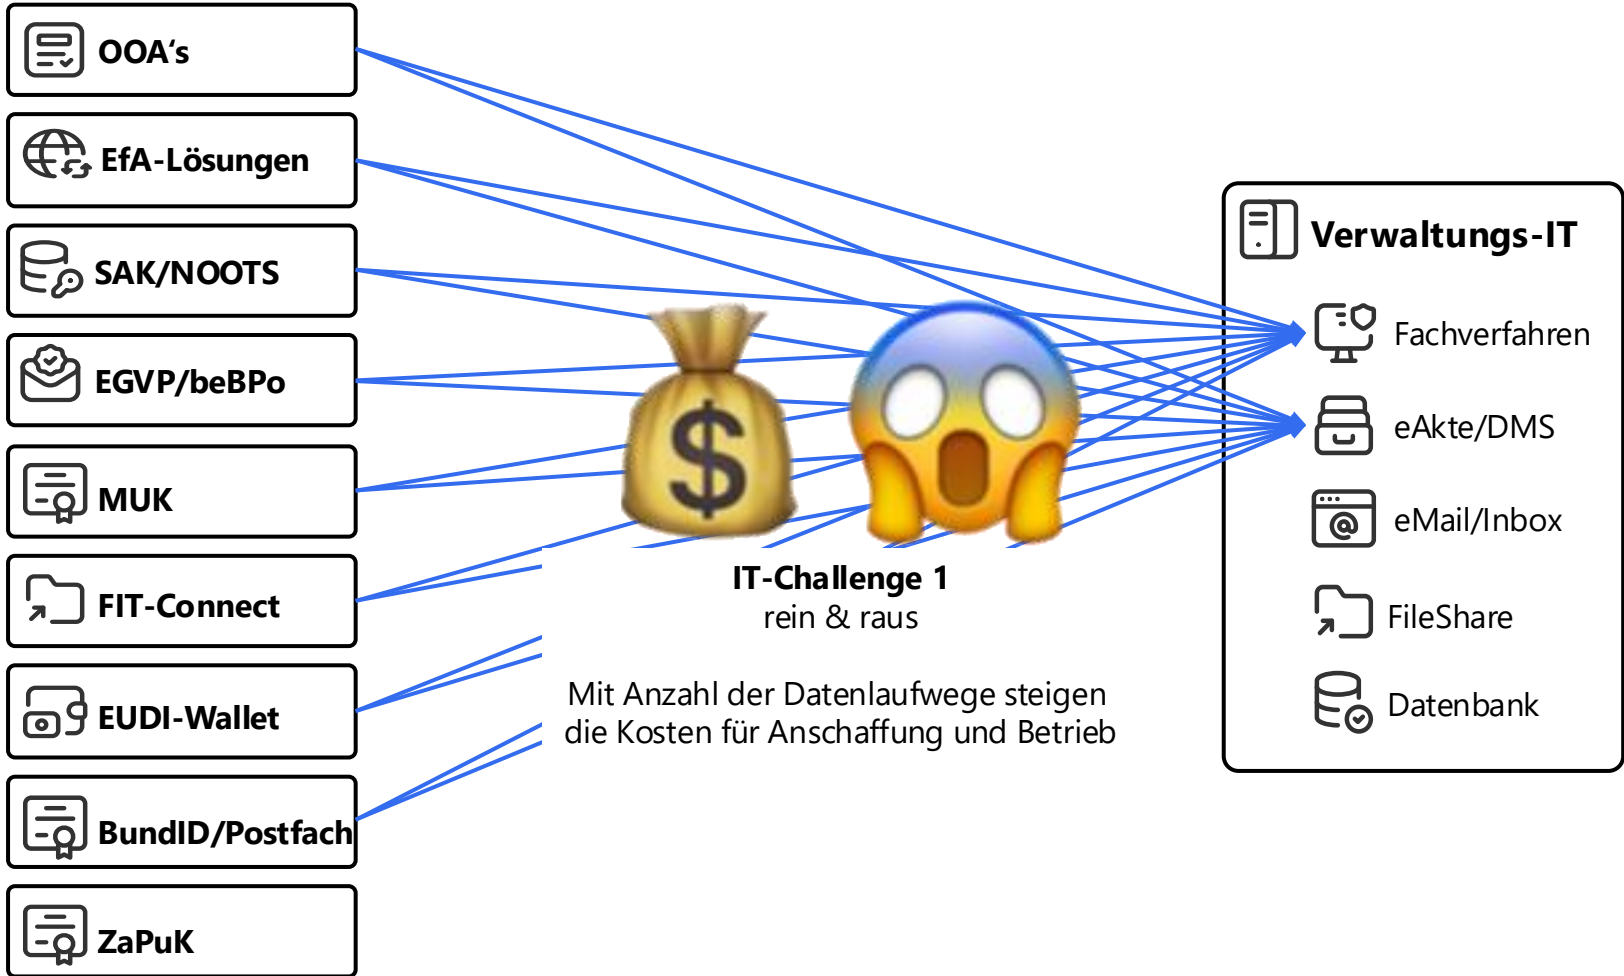 OOA‘s
EfA-Lösungen
SAK/NOOTS
EGVP/beBPo
MUK
FIT-Connect
EUDI-Wallet
BundID/Postfach
ZaPuK
$
IT-Challenge 1
rein & raus
Mit Anzahl der Datenlaufwege steigen
die Kosten für Anschaffung und Betrieb
Verwaltungs-IT
Fachverfahren
eAkte/DMS
@
eMail/Inbox
FileShare
Datenbank